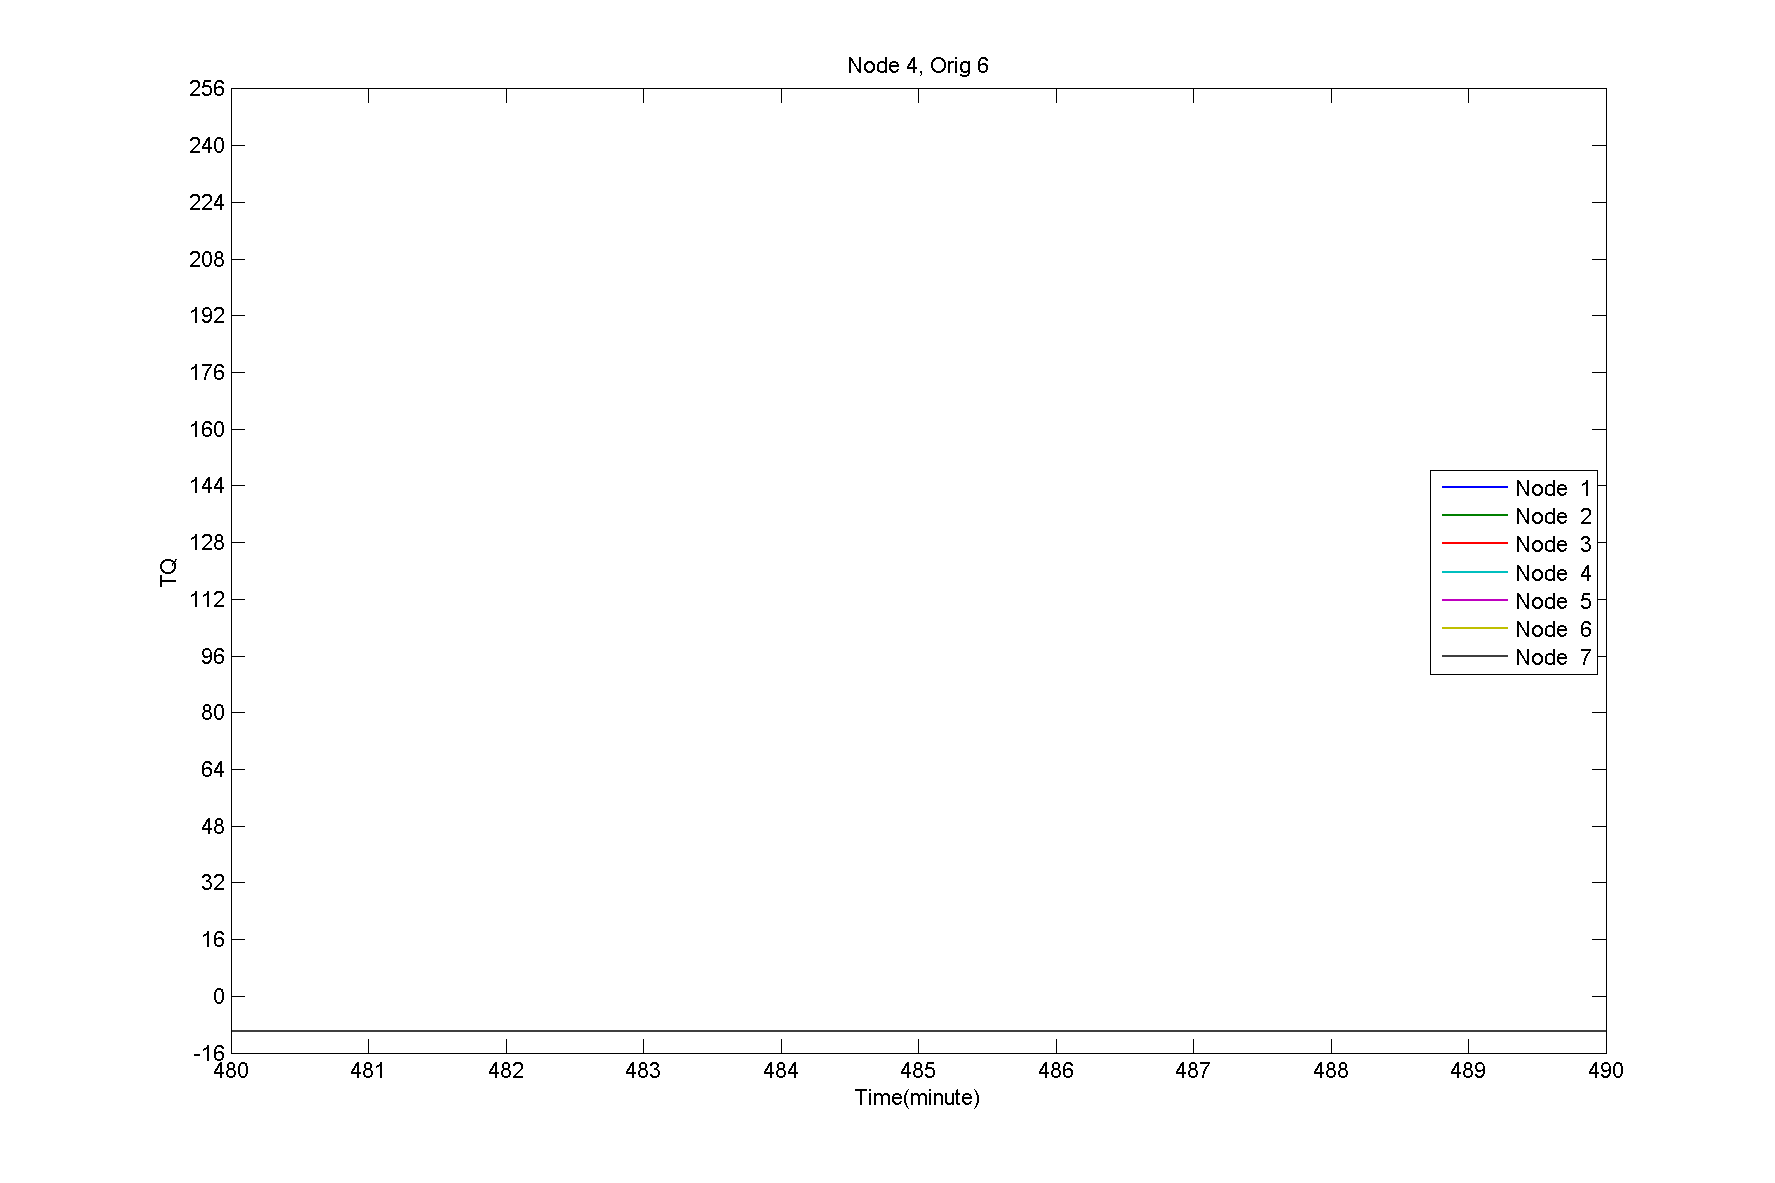 Node 4, Orig 6
256
240
224
208
192
176
160
144
128
112
96
80
64
48
32
16
0
-16
TQ
Node 1
Node 2
Node 3
Node 4
Node 5
Node 6
Node 7
480 481 482 483 484 485 486 487 488 489 490
Time(minute)